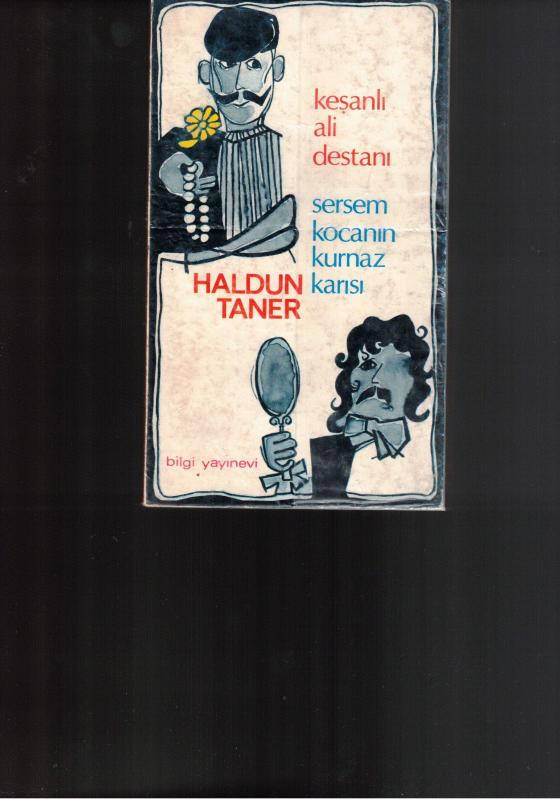 keşanlı
ali
destanı
sersem
kocanın
kurnaz
karısı
HALDUN
TANER
bilgi yayınevi